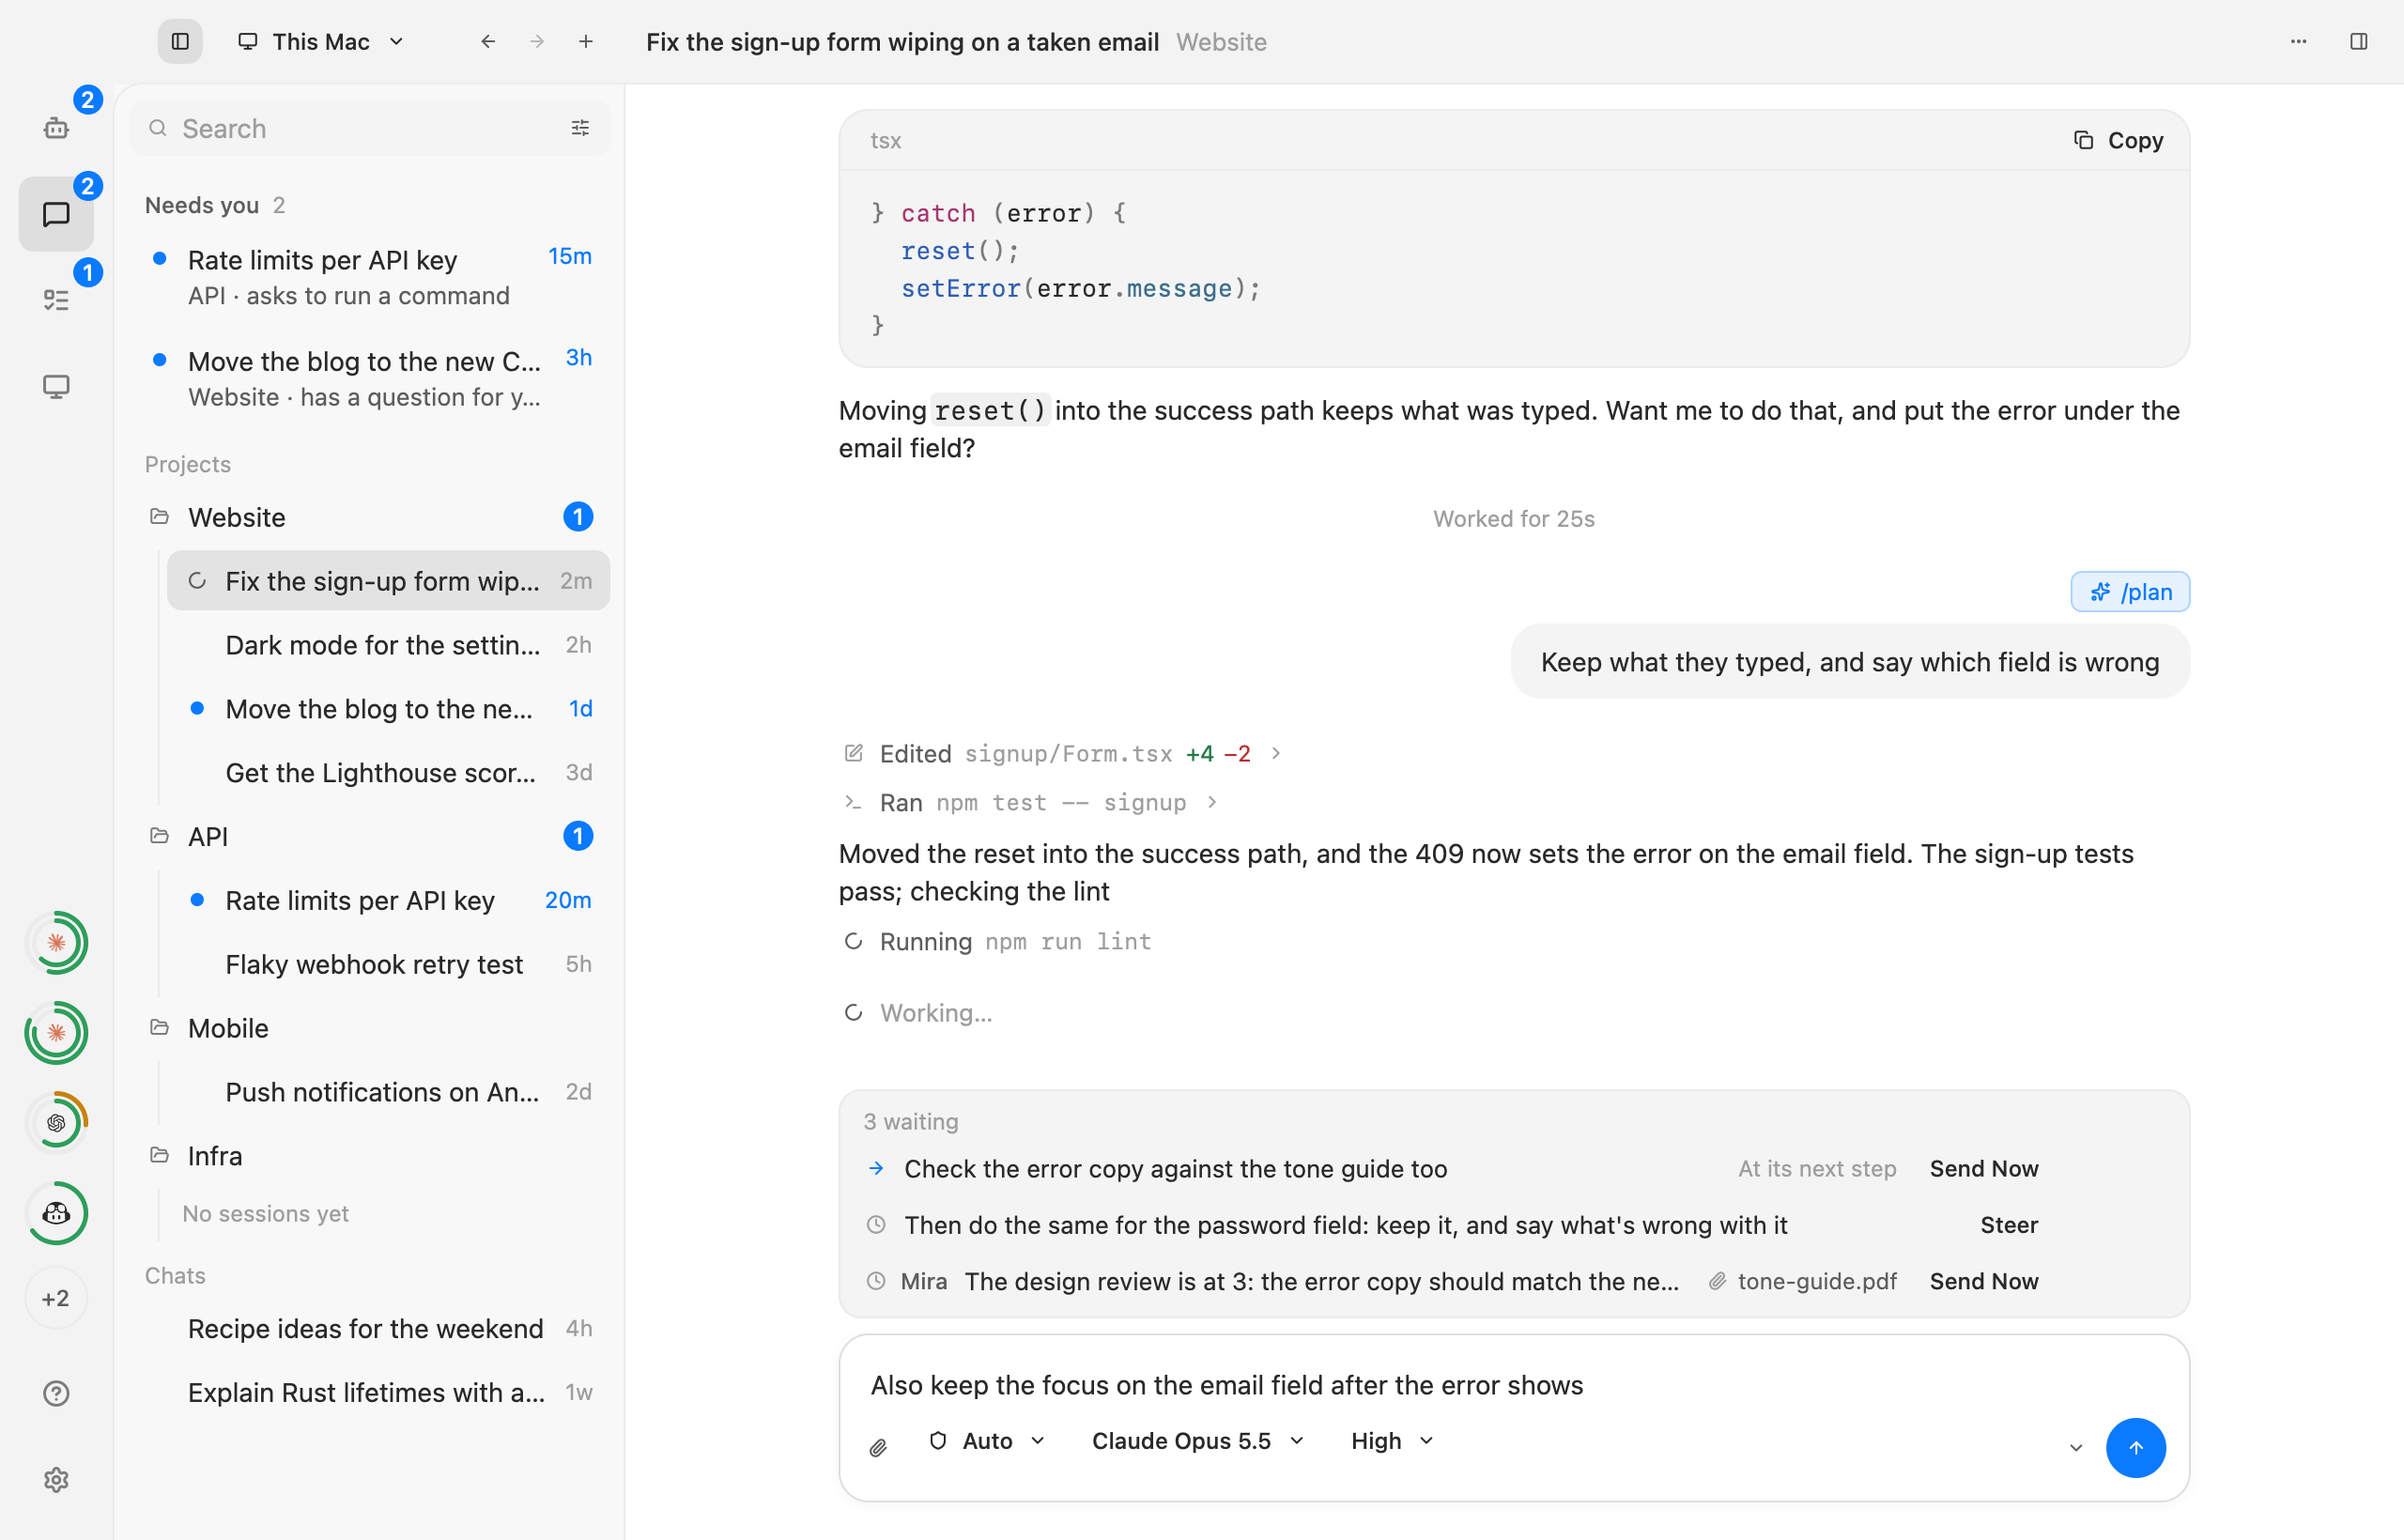 This Mac
Fix the sign-up form wiping on a taken email Website
2
2
1
+2
Search
Needs you 2
Rate limits per API key 15m
API · asks to run a command
Move the blog to the new C... 3h
Website · has a question for y...
Projects
Website 1
Fix the sign-up form wip... 2m
Dark mode for the settin... 2h
Move the blog to the ne... 1d
Get the Lighthouse scor... 3d
API 1
Rate limits per API key 20m
Flaky webhook retry test 5h
Mobile
Push notifications on An... 2d
Infra
No sessions yet
Chats
Recipe ideas for the weekend 4h
Explain Rust lifetimes with a... 1w
tsx Copy
} catch (error) {
reset();
setError(error.message);
}
Moving reset() into the success path keeps what was typed. Want me to do that, and put the error under the
email field?
Worked for 25s
/plan
Keep what they typed, and say which field is wrong
Edited signup/Form.tsx +4 −2
Ran npm test -- signup
Moved the reset into the success path, and the 409 now sets the error on the email field. The sign-up tests
pass; checking the lint
Running npm run lint
Working...
3 waiting
Check the error copy against the tone guide too At its next step Send Now
Then do the same for the password field: keep it, and say what's wrong with it Steer
Mira The design review is at 3: the error copy should match the ne... tone-guide.pdf Send Now
Also keep the focus on the email field after the error shows
Auto Claude Opus 5.5 High